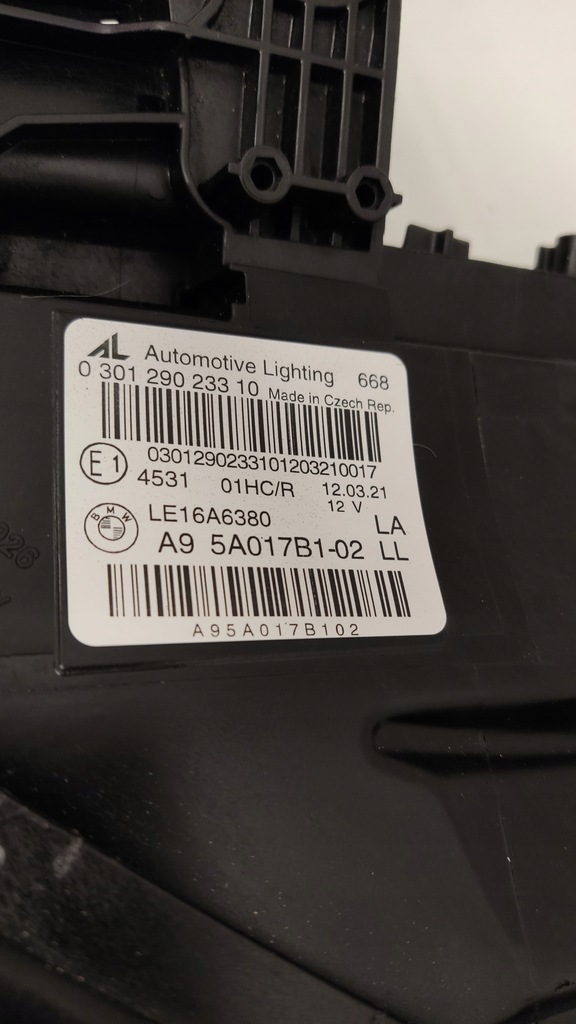 AL Automotive Lighting 668
0 301 290 233 10 Made in Czech Rep.
0301290233101203210017
E1 4531 01HC/R 12.03.21
12 V
BMW LE16A6380 LA
A9 5A017B1-02 LL
A95A017B102